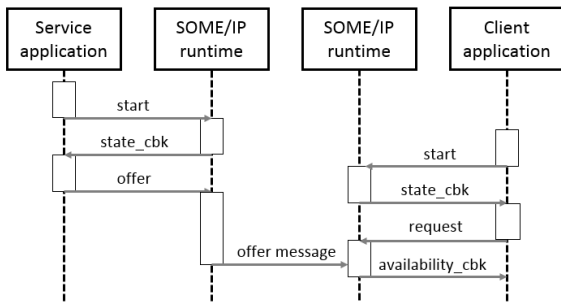 Service
application
SOME/IP
runtime
SOME/IP
runtime
Client
application
start
state_cbk
start
offer
state_cbk
request
offer message
availability_cbk